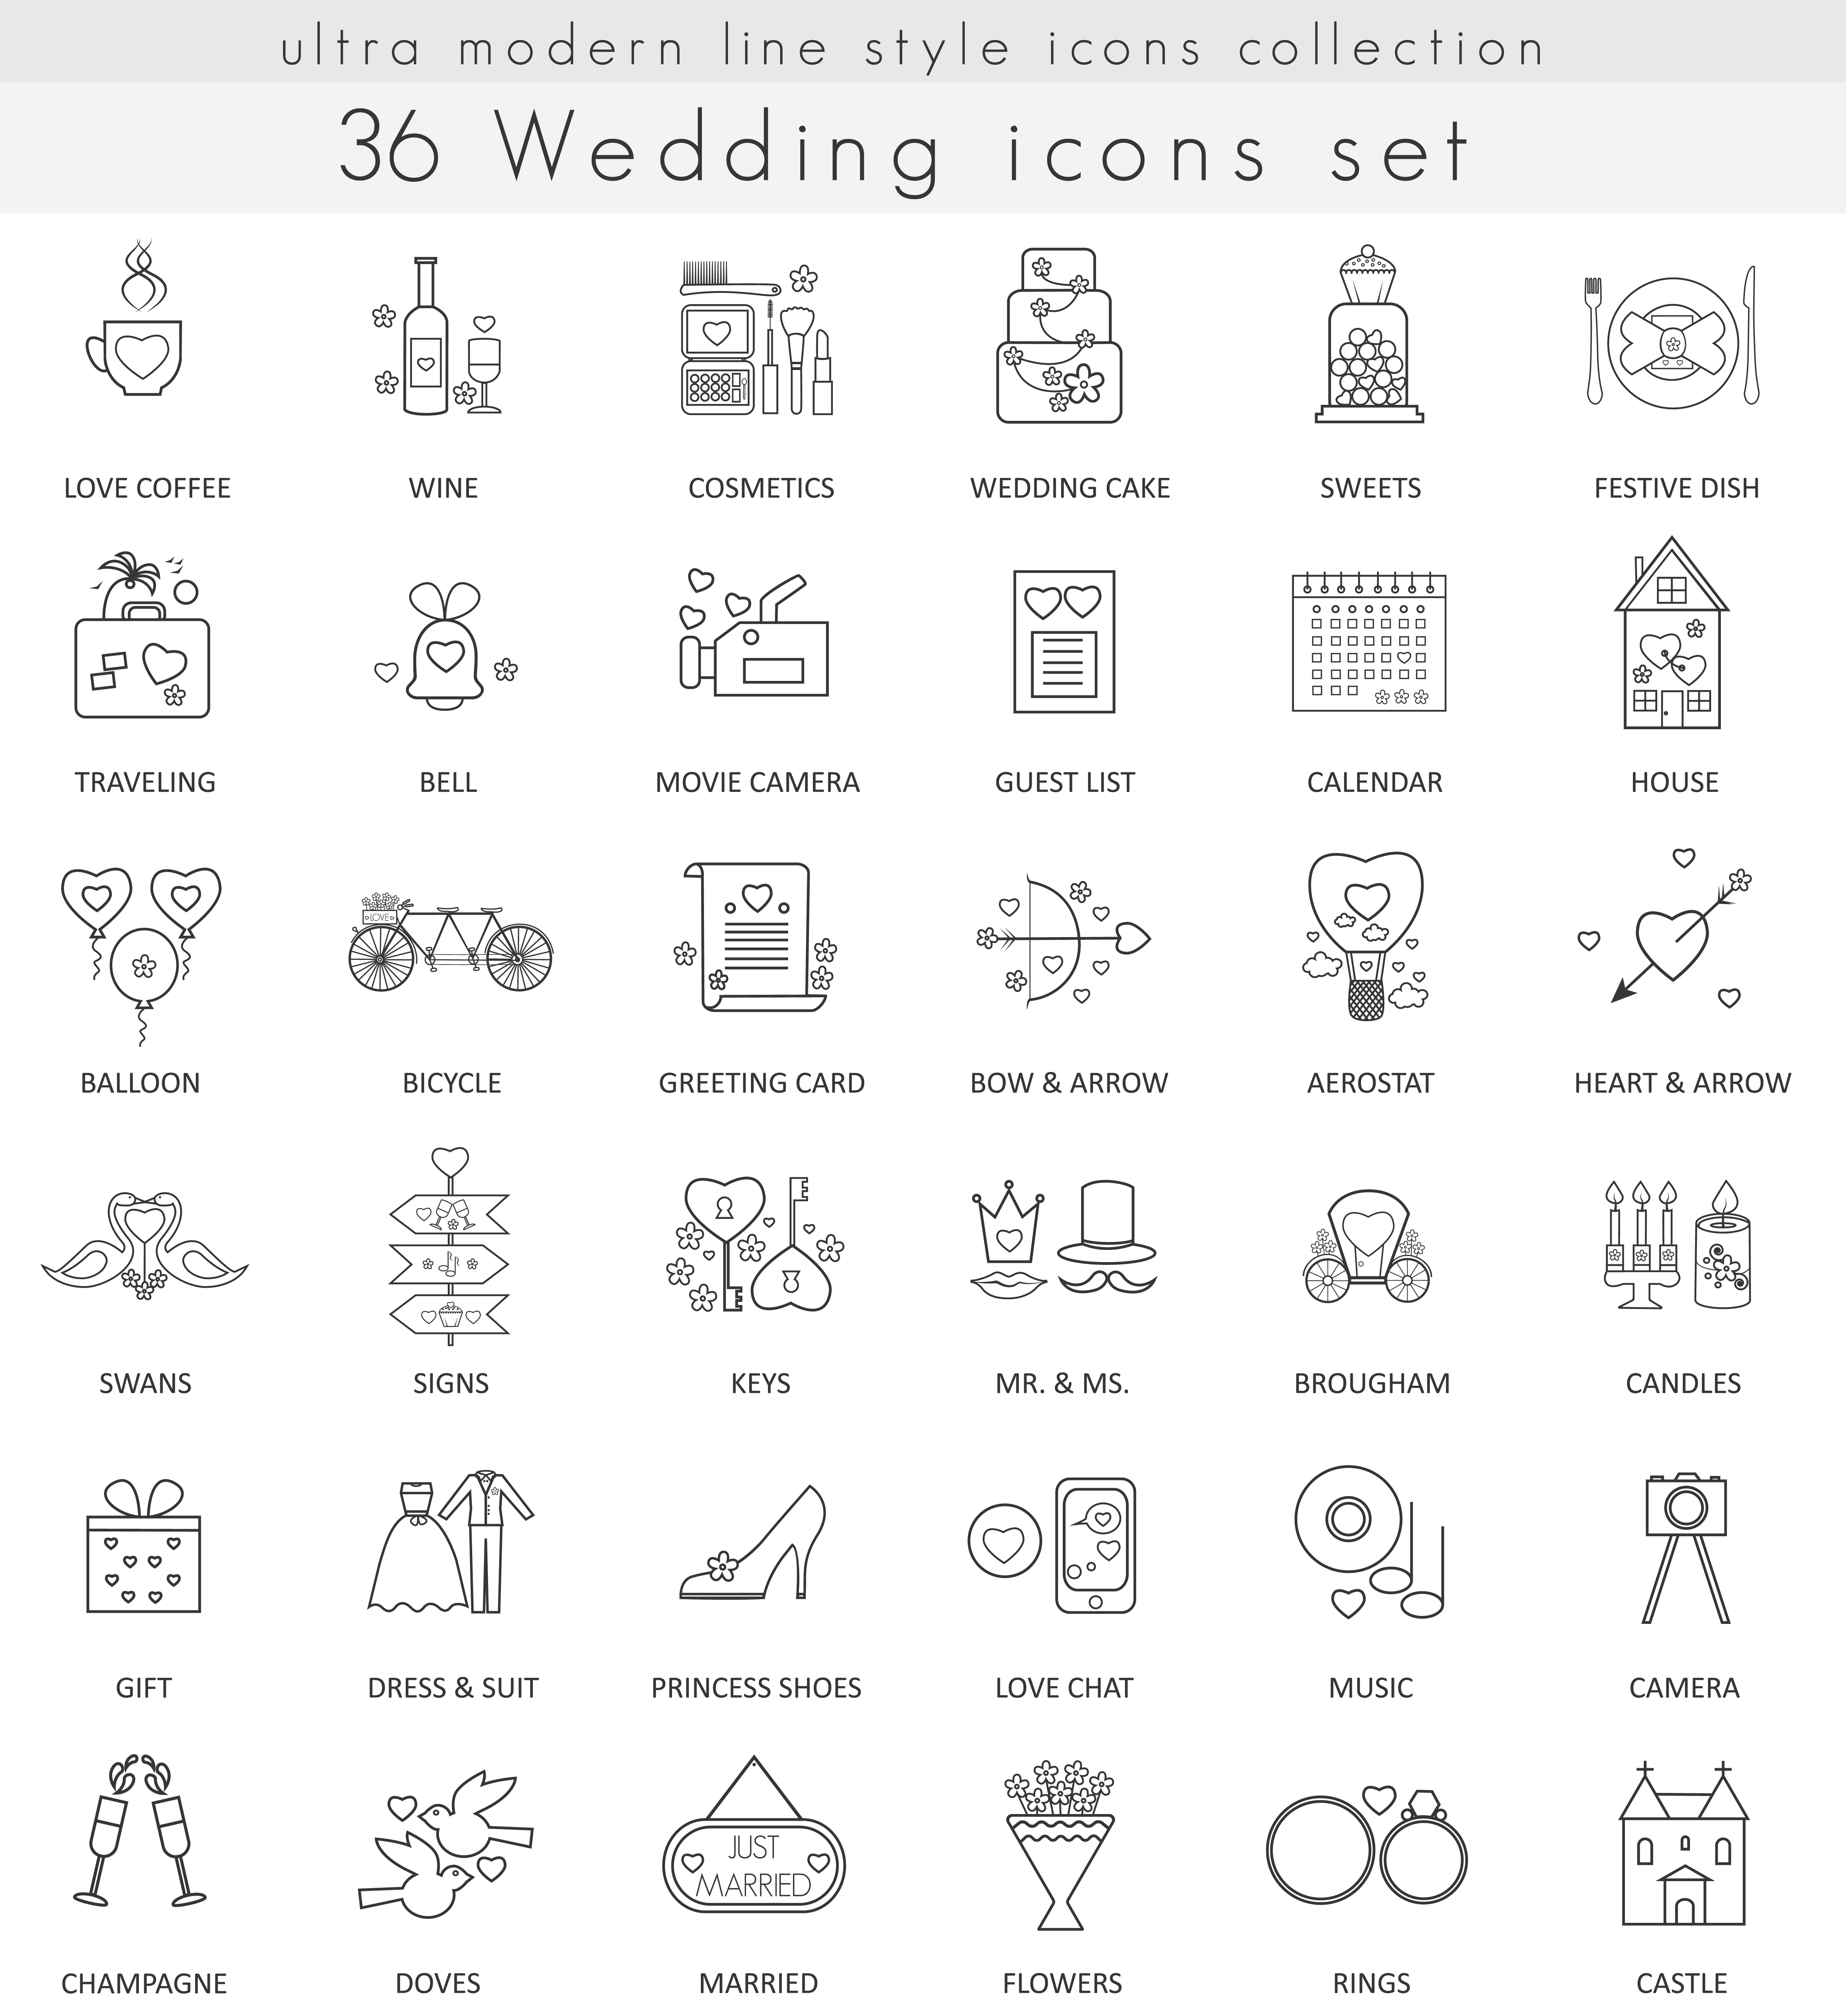 ultra modern line style icons collection
36 Wedding icons set
LOVE COFFEE
WINE
COSMETICS
WEDDING CAKE
SWEETS
FESTIVE DISH
TRAVELING
BELL
MOVIE CAMERA
GUEST LIST
CALENDAR
HOUSE
LOVE
BALLOON
BICYCLE
GREETING CARD
BOW & ARROW
AEROSTAT
HEART & ARROW
SWANS
SIGNS
KEYS
MR. & MS.
BROUGHAM
CANDLES
GIFT
DRESS & SUIT
PRINCESS SHOES
LOVE CHAT
MUSIC
CAMERA
JUST
MARRIED
CHAMPAGNE
DOVES
MARRIED
FLOWERS
RINGS
CASTLE